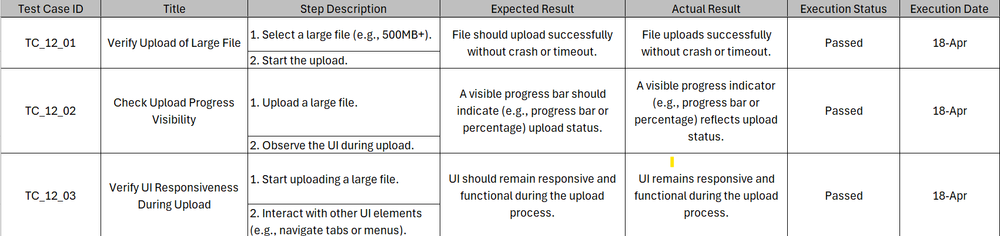 Test Case ID Title Step Description Expected Result Actual Result Execution Status Execution Date
TC_12_01
Verify Upload of Large File
1. Select a large file (e.g., 500MB+).
2. Start the upload.
File should upload successfully
without crash or timeout.
File uploads successfully
without crash or timeout.
Passed
18-Apr
TC_12_02
Check Upload Progress
Visibility
1. Upload a large file.
2. Observe the UI during upload.
A visible progress bar should
indicate (e.g., progress bar or
percentage) upload status.
A visible progress indicator
(e.g., progress bar or
percentage) reflects upload
status.
Passed
18-Apr
TC_12_03
Verify UI Responsiveness
During Upload
1. Start uploading a large file.
2. Interact with other UI elements
(e.g., navigate tabs or menus).
UI should remain responsive and
functional during the upload
process.
UI remains responsive and
functional during the upload
process.
Passed
18-Apr